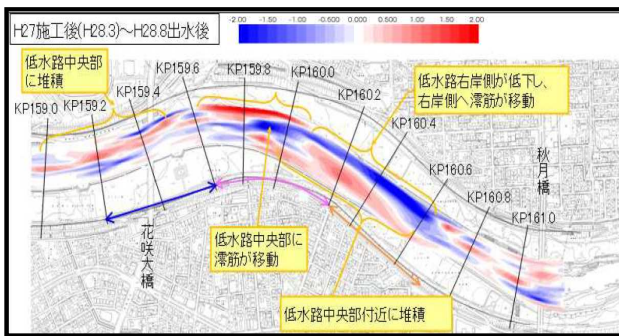 H27施工後(H28.3)～H28.8出水後
-2.00 -1.500 -1.000 -0.500 0.000 0.500 1.000 1.500 2.00
低水路中央部
に堆積
KP159.0
KP159.2
KP159.4
KP159.6
KP159.8
KP160.0
KP160.2
KP160.4
KP160.6
KP160.8
KP161.0
低水路右岸側が低下し、
右岸側へ澪筋が移動
秋月橋
花咲大橋
低水路中央部に
澪筋が移動
低水路中央部付近に堆積